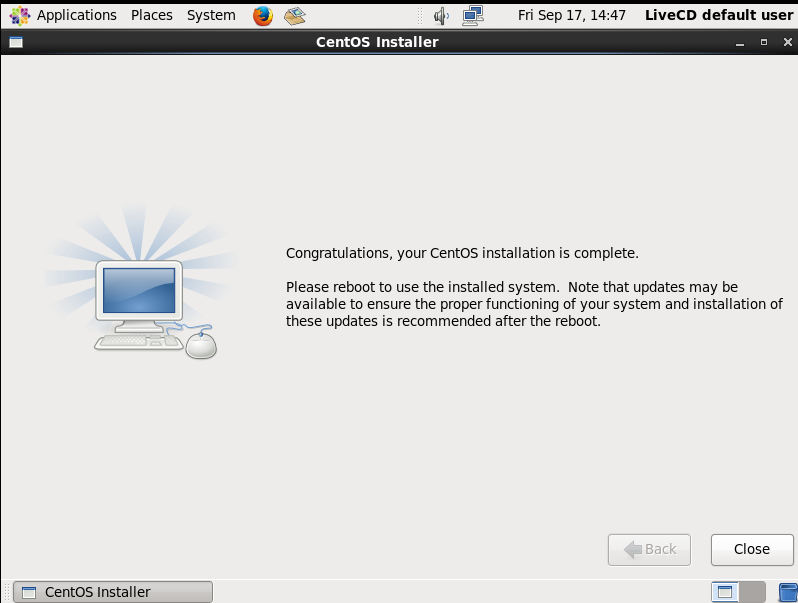 Applications Places System Fri Sep 17, 14:47 LiveCD default user
CentOS Installer
Congratulations, your CentOS installation is complete.
Please reboot to use the installed system.  Note that updates may be
available to ensure the proper functioning of your system and installation of
these updates is recommended after the reboot.
Back Close
CentOS Installer